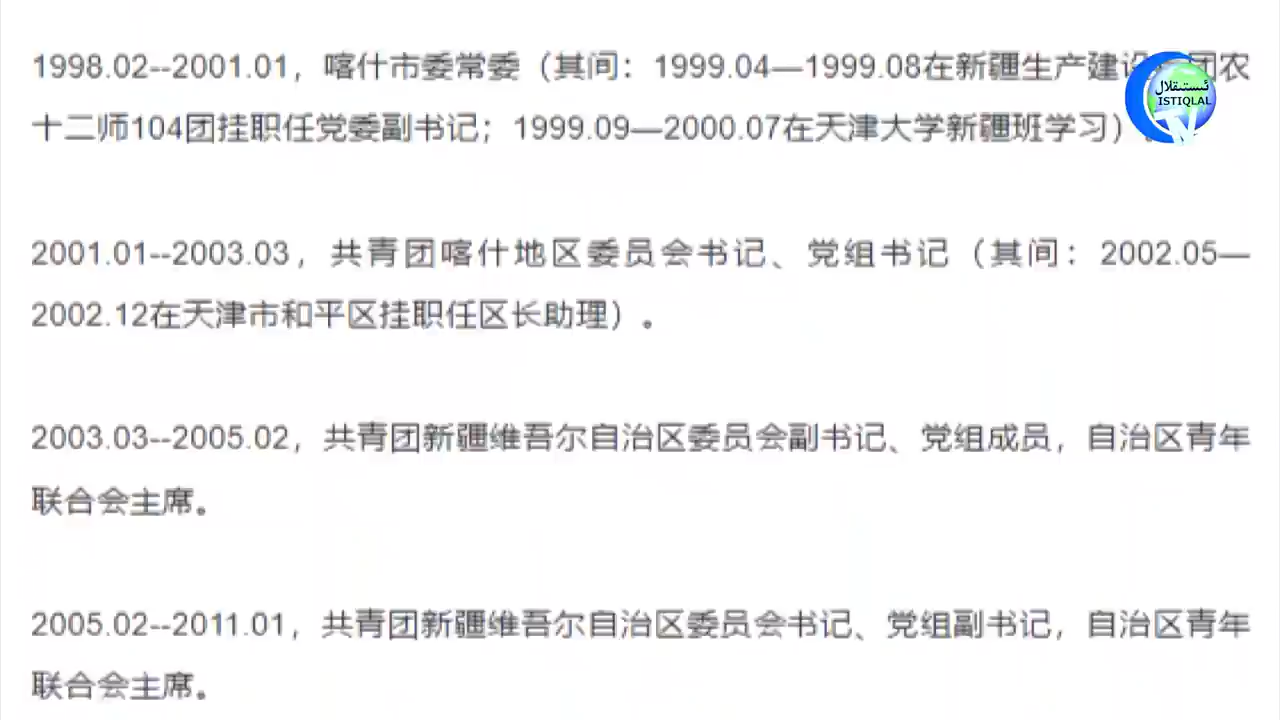 1998.02--2001.01，喀什市委常委（其间：1999.04—1999.08在新疆生产建设 团农
十二师104团挂职任党委副书记；1999.09—2000.07在天津大学新疆班学习）
ئىستىقلال
ISTIQLAL
2001.01--2003.03，共青团喀什地区委员会书记、党组书记（其间：2002.05—
2002.12在天津市和平区挂职任区长助理）。
2003.03--2005.02，共青团新疆维吾尔自治区委员会副书记、党组成员，自治区青年
联合会主席。
2005.02--2011.01，共青团新疆维吾尔自治区委员会书记、党组副书记，自治区青年
联合会主席。